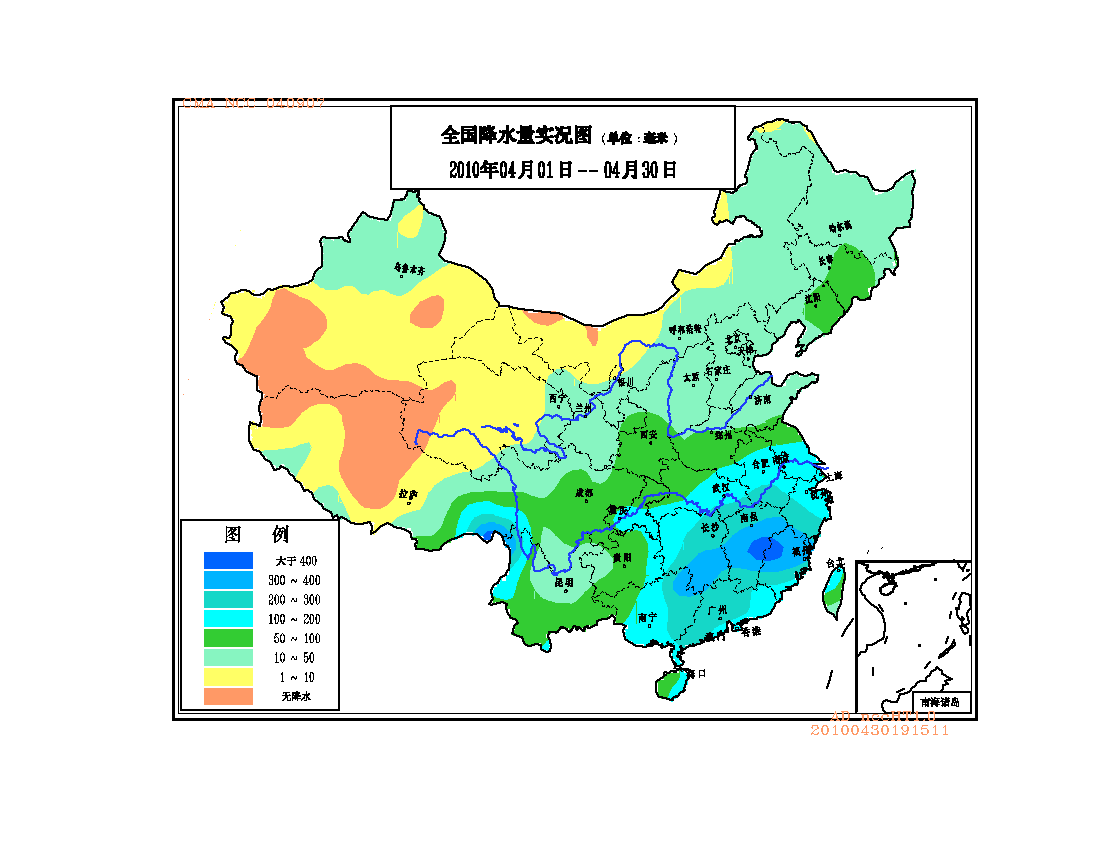 CMA NCC 040902
全国降水量实况图（单位：毫米）
2010年04月01日 -- 04月30日
哈尔滨
长春
乌鲁木齐
沈阳
呼和浩特
北京
天津
银川
太原
石家庄
西宁
兰州
济南
西安
郑州
合肥
南京
上海
成都
拉萨
武汉
杭州
重庆
长沙
南昌
贵阳
福州
台北
昆明
南宁
广州
澳门
香港
海口
图 例
大于 400
300 ~ 400
200 ~ 300
100 ~ 200
50 ~ 100
10 ~ 50
1 ~ 10
无降水
南海诸岛
20100430191511